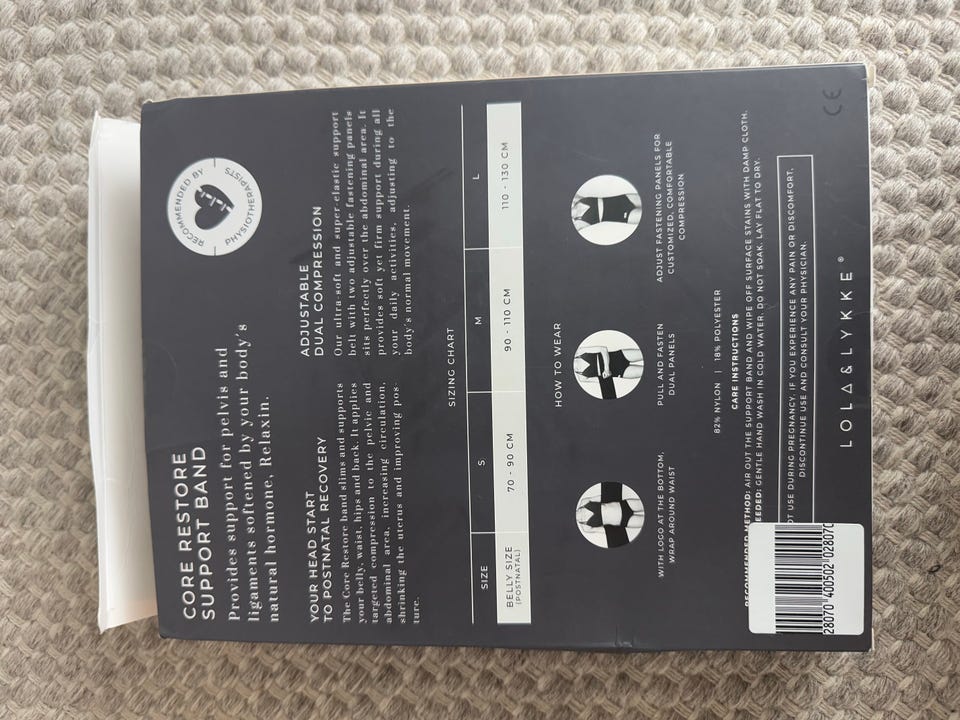 CORE RESTORE
SUPPORT BAND
Provides support for pelvis and
ligaments softened by your body's
natural hormone, Relaxin.
RECOMMENDED BY
PHYSIOTHERAPISTS
YOUR HEAD START
TO POSTNATAL RECOVERY
The Core Restore band slims and supports
your belly, waist, hips and back. It applies
targeted compression to the pelvic and
abdominal area, increasing circulation,
shrinking the uterus and improving pos-
ture.
ADJUSTABLE
DUAL COMPRESSION
Our ultra-soft and super-elastic support
belt with two adjustable fastening panels
sits perfectly over the abdominal area. It
provides soft yet firm support during all
your daily activities, adjusting to the
body's normal movement.
SIZING CHART
SIZE S M L
BELLY SIZE 70 - 90 CM 90 - 110 CM 110 - 130 CM
(POSTNATAL)
HOW TO WEAR
WITH LOGO AT THE BOTTOM,
WRAP AROUND WAIST
PULL AND FASTEN
DUAL PANELS
ADJUST FASTENING PANELS FOR
CUSTOMIZED, COMFORTABLE
COMPRESSION
82% NYLON | 18% POLYESTER
CARE INSTRUCTIONS
RECOMMENDED METHOD: AIR OUT THE SUPPORT BAND AND WIPE OFF SURFACE STAINS WITH DAMP CLOTH.
EEDED: GENTLE HAND WASH IN COLD WATER. DO NOT SOAK. LAY FLAT TO DRY.
OT USE DURING PREGNANCY. IF YOU EXPERIENCE ANY PAIN OR DISCOMFORT,
DISCONTINUE USE AND CONSULT YOUR PHYSICIAN.
LOLA&LYKKE®
CE
28070 400502 028070